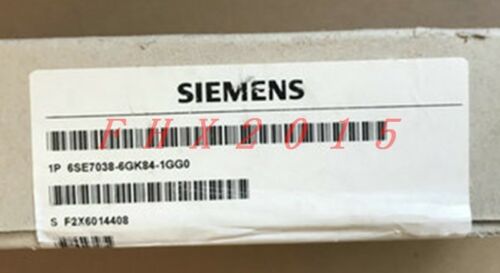 SIEMENS
FHX2015
1P 6SE7038-6GK84-1GG0
S F2X6014408